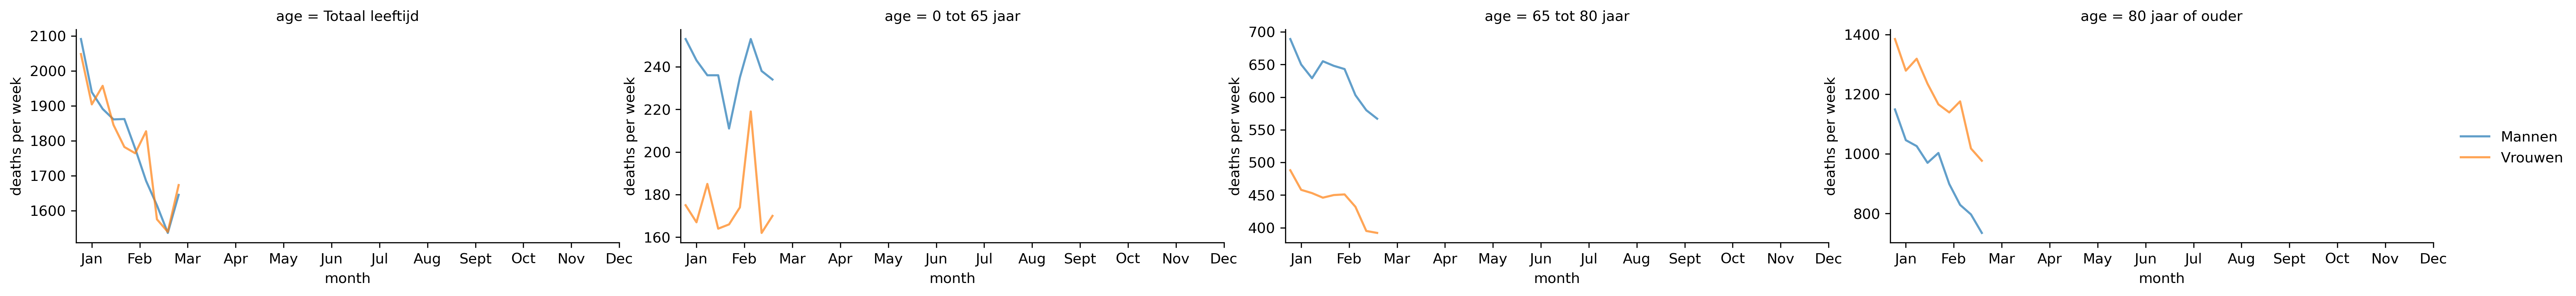 age = Totaal leeftijd
2100
2000
1900
1800
1700
1600
deaths per week
Jan Feb Mar Apr May Jun Jul Aug Sept Oct Nov Dec
month
age = 0 tot 65 jaar
240
220
200
180
160
deaths per week
Jan Feb Mar Apr May Jun Jul Aug Sept Oct Nov Dec
month
age = 65 tot 80 jaar
700
650
600
550
500
450
400
deaths per week
Jan Feb Mar Apr May Jun Jul Aug Sept Oct Nov Dec
month
age = 80 jaar of ouder
1400
1200
1000
800
deaths per week
Jan Feb Mar Apr May Jun Jul Aug Sept Oct Nov Dec
month
Mannen
Vrouwen